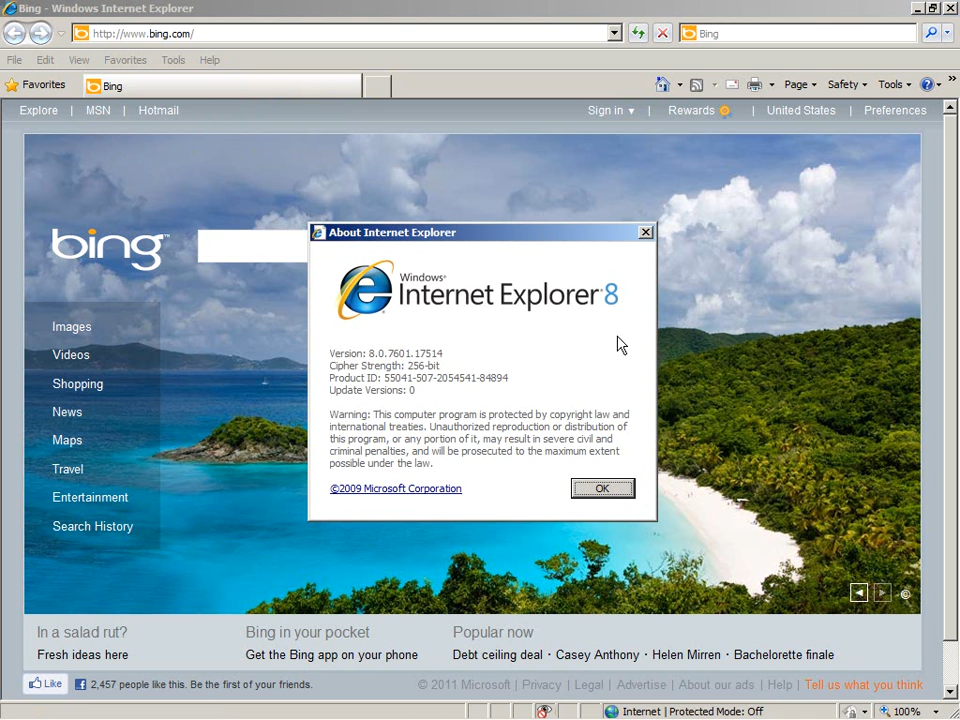 Bing - Windows Internet Explorer
http://www.bing.com/
Bing
File Edit View Favorites Tools Help
Favorites
Bing
Page Safety Tools
Explore | MSN | Hotmail
Sign in | Rewards | United States | Preferences
bing™
Images
Videos
Shopping
News
Maps
Travel
Entertainment
Search History
About Internet Explorer
Windows®
Internet Explorer 8
Version: 8.0.7601.17514
Cipher Strength: 256-bit
Product ID: 55041-507-2054541-84894
Update Versions: 0
Warning: This computer program is protected by copyright law and
international treaties. Unauthorized reproduction or distribution of
this program, or any portion of it, may result in severe civil and
criminal penalties, and will be prosecuted to the maximum extent
possible under the law.
©2009 Microsoft Corporation
OK
©
In a salad rut?
Fresh ideas here
Bing in your pocket
Get the Bing app on your phone
Popular now
Debt ceiling deal · Casey Anthony · Helen Mirren · Bachelorette finale
Like
2,457 people like this. Be the first of your friends.
© 2011 Microsoft | Privacy | Legal | Advertise | About our ads | Help | Tell us what you think
Internet | Protected Mode: Off
100%